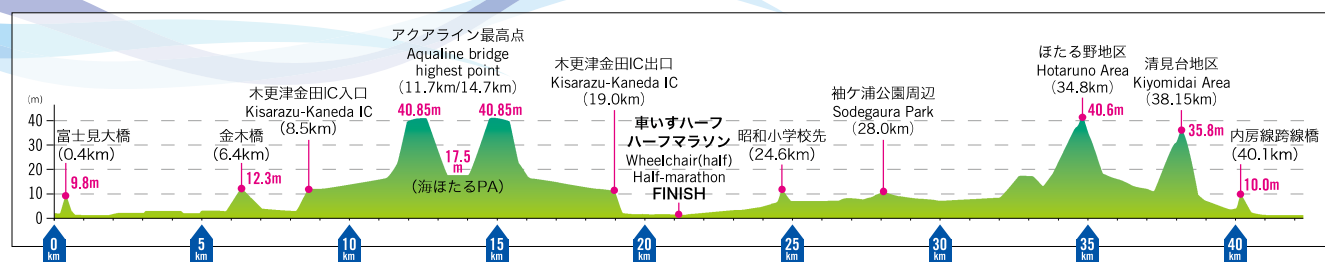 (m)
40
30
20
10
0
富士見大橋
(0.4km)
9.8m
金木橋
(6.4km)
12.3m
木更津金田IC入口
Kisarazu-Kaneda IC
(8.5km)
アクアライン最高点
Aqualine bridge
highest point
(11.7km/14.7km)
40.85m
40.85m
17.5
m
(海ほたるPA)
木更津金田IC出口
Kisarazu-Kaneda IC
(19.0km)
車いすハーフ
ハーフマラソン
Wheelchair(half)
Half-marathon
FINISH
昭和小学校先
(24.6km)
袖ケ浦公園周辺
Sodegaura Park
(28.0km)
ほたる野地区
Hotaruno Area
(34.8km)
40.6m
清見台地区
Kiyomidai Area
(38.15km)
35.8m
内房線跨線橋
(40.1km)
10.0m
0
km
5
km
10
km
15
km
20
km
25
km
30
km
35
km
40
km